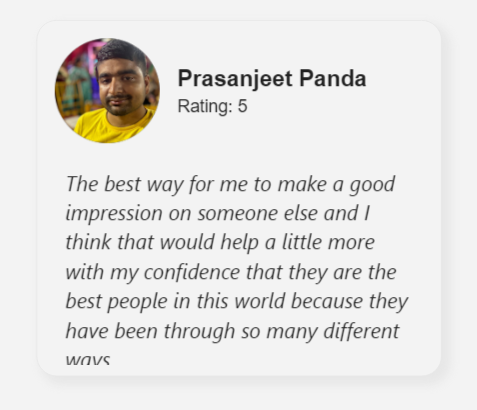 Prasanjeet Panda
Rating: 5
The best way for me to make a good
impression on someone else and I
think that would help a little more
with my confidence that they are the
best people in this world because they
have been through so many different
ways